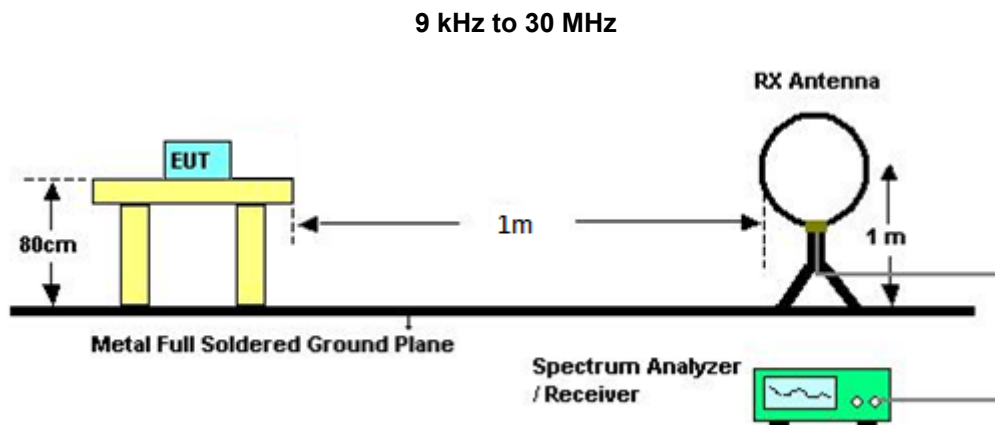 9 kHz to 30 MHz
RX Antenna
EUT
80cm
1m
1 m
Metal Full Soldered Ground Plane
Spectrum Analyzer
/ Receiver